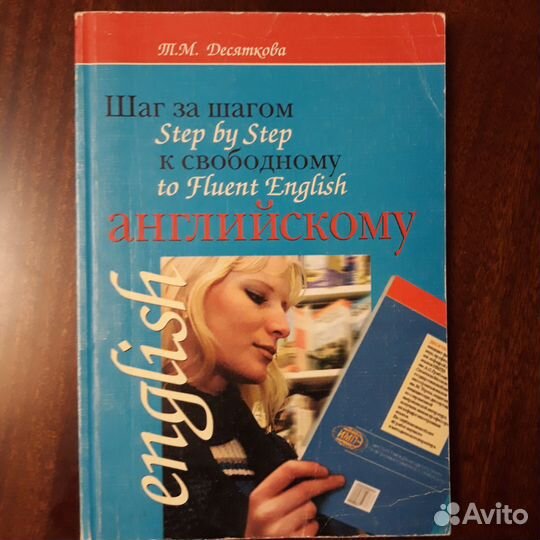 Т.М. Десяткова
Шаг за шагом
Step by Step
к свободному
to Fluent English
английскому
english
Avito